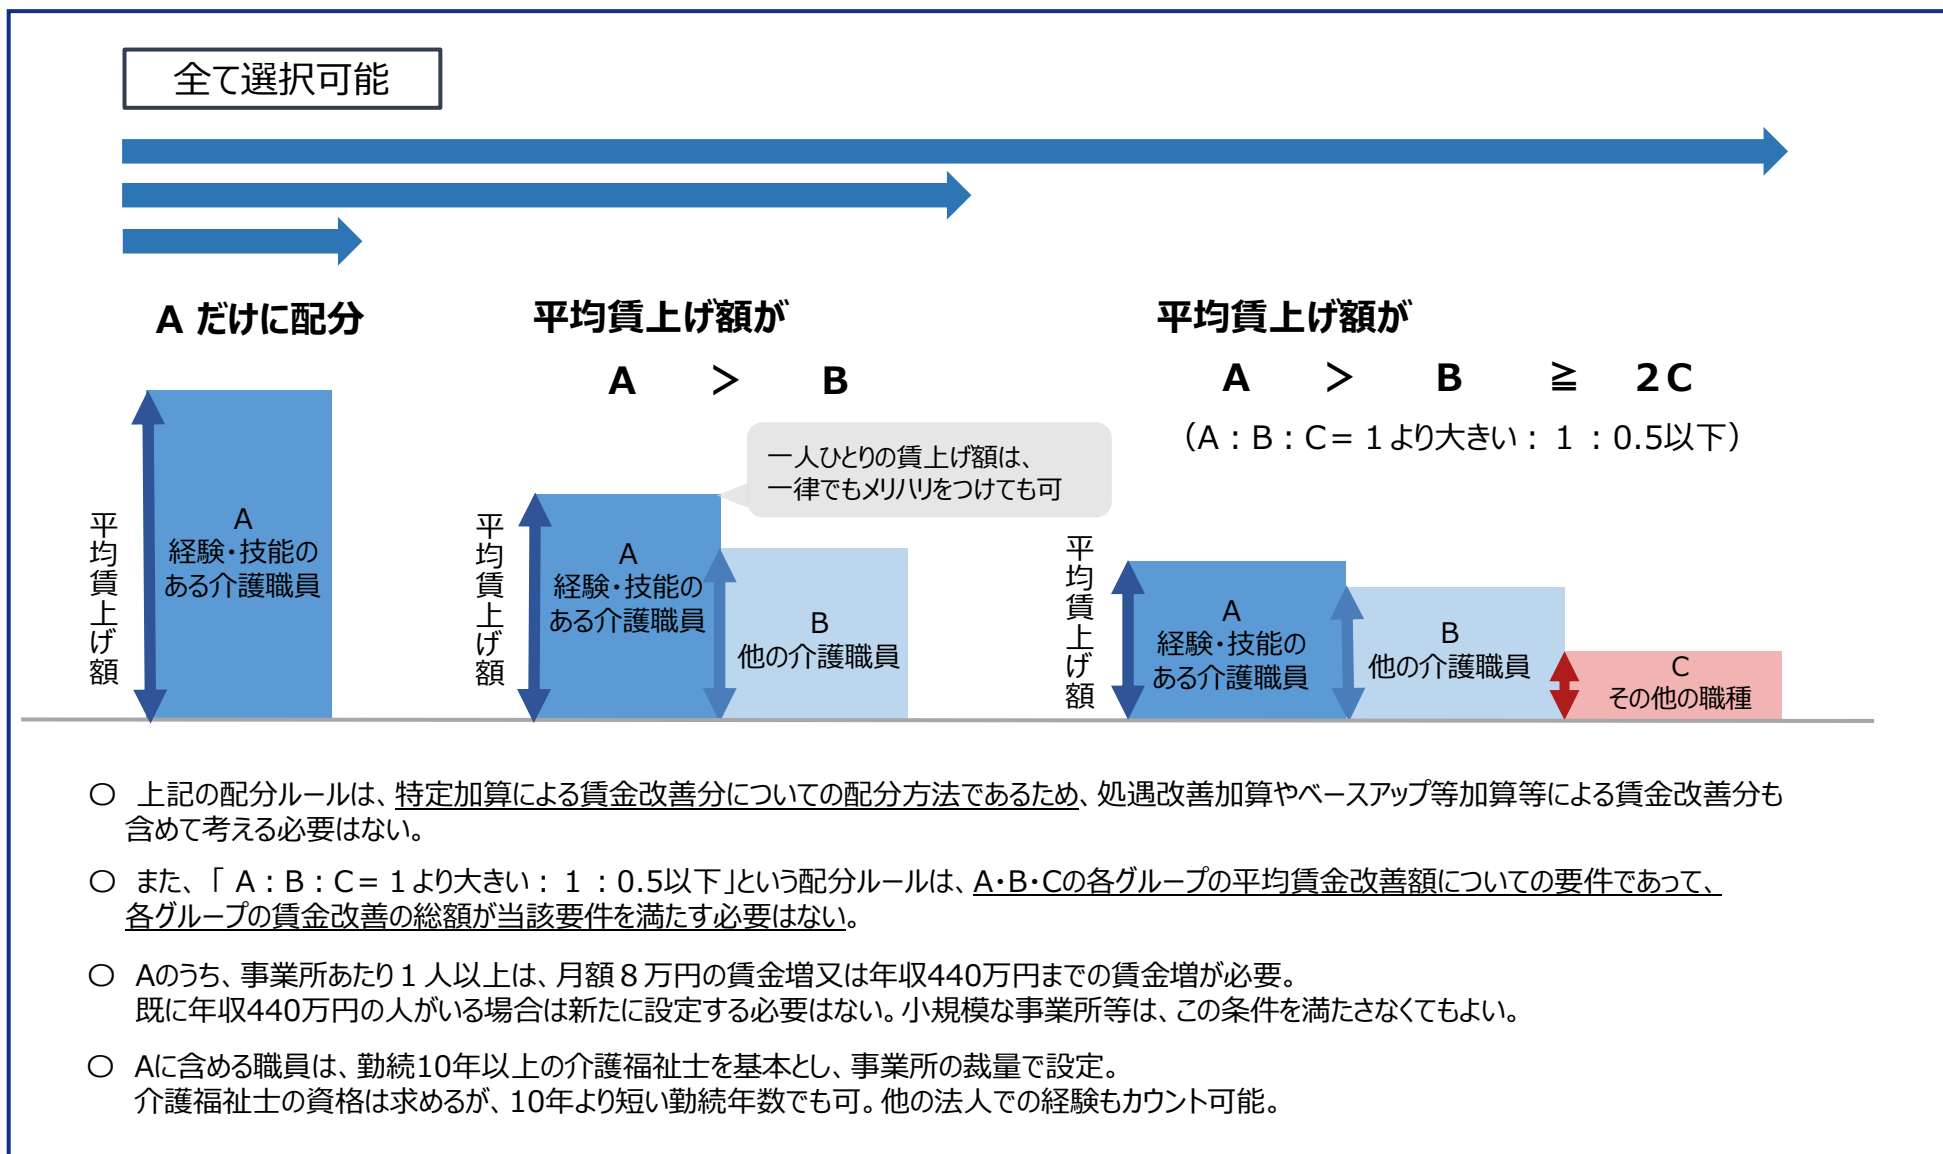 全て選択可能
A だけに配分
平均賃上げ額が
A ＞ B
平均賃上げ額が
A ＞ B ≧ 2C
（A：B：C＝１より大きい：１：0.5以下）
一人ひとりの賃上げ額は、
一律でもメリハリをつけても可
平均賃上げ額
A
経験・技能の
ある介護職員
平均賃上げ額
A
経験・技能の
ある介護職員
B
他の介護職員
平均賃上げ額
A
経験・技能の
ある介護職員
B
他の介護職員
C
その他の職種
○ 上記の配分ルールは、特定加算による賃金改善分についての配分方法であるため、処遇改善加算やベースアップ等加算等による賃金改善分も
含めて考える必要はない。
○ また、「 A：B：C＝１より大きい：１：0.5以下」という配分ルールは、A・B・Cの各グループの平均賃金改善額についての要件であって、
各グループの賃金改善の総額が当該要件を満たす必要はない。
○ Aのうち、事業所あたり１人以上は、月額８万円の賃金増又は年収440万円までの賃金増が必要。
既に年収440万円の人がいる場合は新たに設定する必要はない。小規模な事業所等は、この条件を満たさなくてもよい。
○ Aに含める職員は、勤続10年以上の介護福祉士を基本とし、事業所の裁量で設定。
介護福祉士の資格は求めるが、10年より短い勤続年数でも可。他の法人での経験もカウント可能。